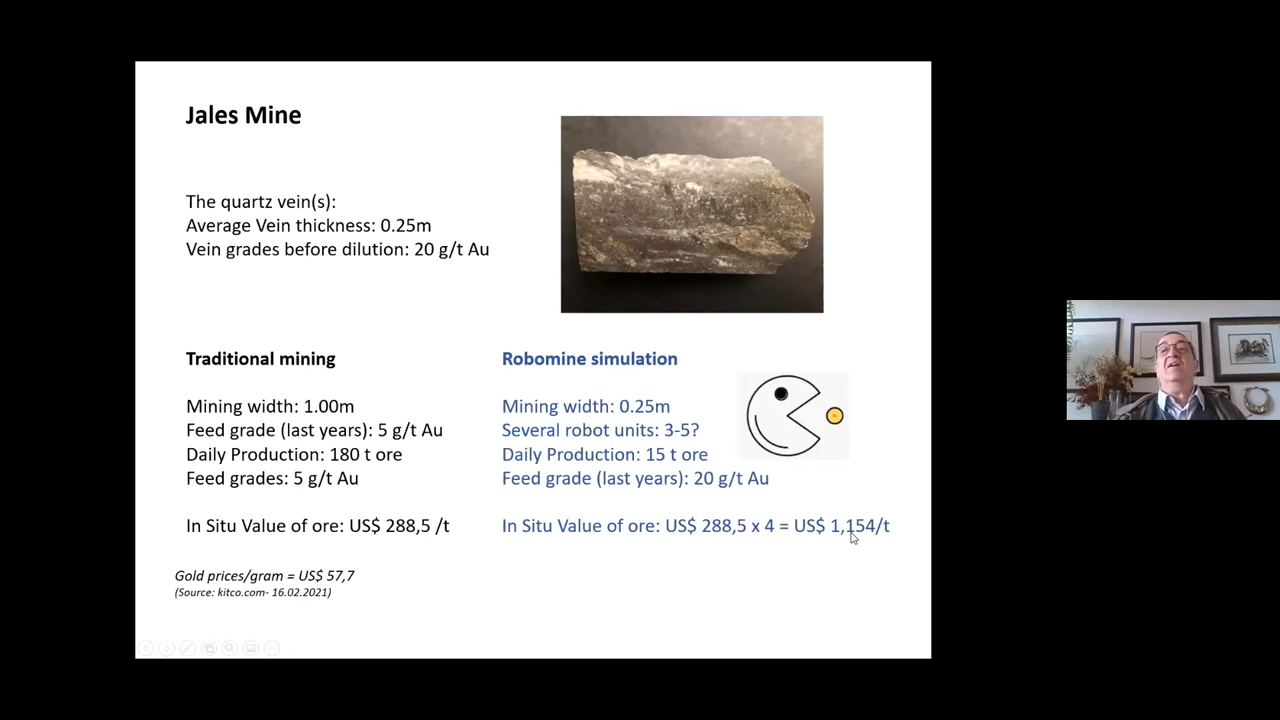 Jales Mine
The quartz vein(s):
Average Vein thickness: 0.25m
Vein grades before dilution: 20 g/t Au
Traditional mining
Mining width: 1.00m
Feed grade (last years): 5 g/t Au
Daily Production: 180 t ore
Feed grades: 5 g/t Au
In Situ Value of ore: US$ 288,5 /t
Robomine simulation
Mining width: 0.25m
Several robot units: 3-5?
Daily Production: 15 t ore
Feed grade (last years): 20 g/t Au
In Situ Value of ore: US$ 288,5 x 4 = US$ 1,154/t
Gold prices/gram = US$ 57,7
(Source: kitco.com- 16.02.2021)